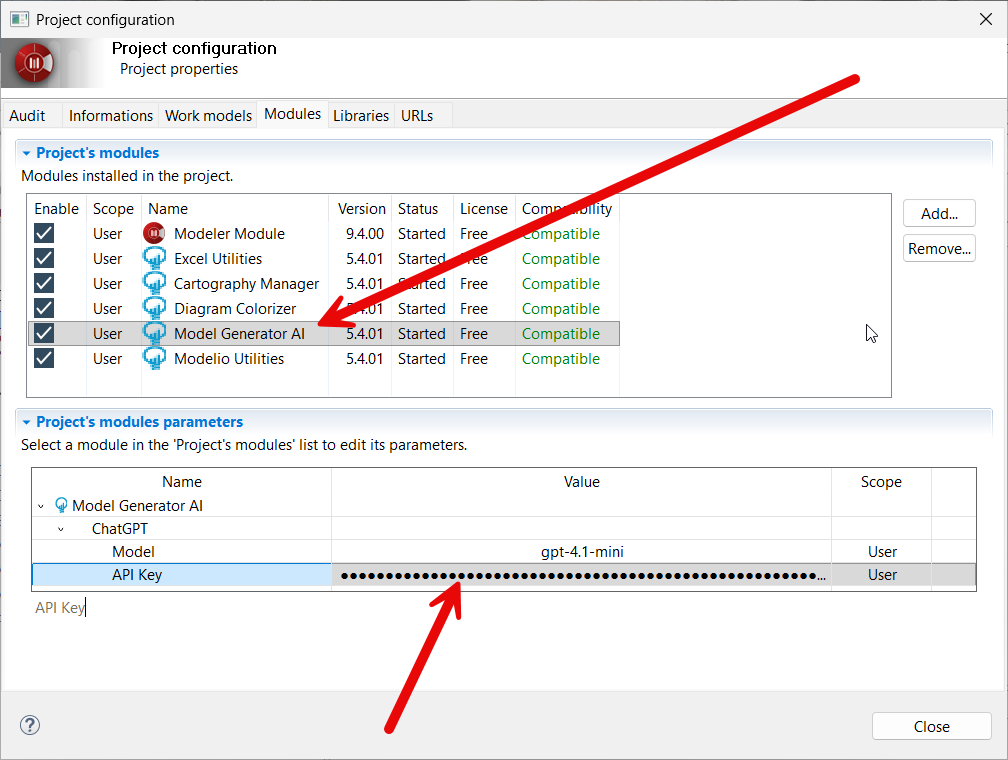 Project configuration
Project configuration
Project properties
Audit Informations Work models Modules Libraries URLs
Project's modules
Modules installed in the project.
Enable Scope Name Version Status License Compatibility
User Modeler Module 9.4.00 Started Free Compatible
User Excel Utilities 5.4.01 Started Free Compatible
User Cartography Manager 5.4.01 Started Free Compatible
User Diagram Colorizer 5.4.01 Started Free Compatible
User Model Generator AI 5.4.01 Started Free Compatible
User Modelio Utilities 5.4.01 Started Free Compatible
Add...
Remove...
Project's modules parameters
Select a module in the 'Project's modules' list to edit its parameters.
Name Value Scope
Model Generator AI
ChatGPT
Model gpt-4.1-mini User
API Key ●●●●●●●●●●●●●●●●●●●●●●●●●●●●●●●●●●●●●●●●●●●●●●●●●●●●●●... User
API Key
?
Close